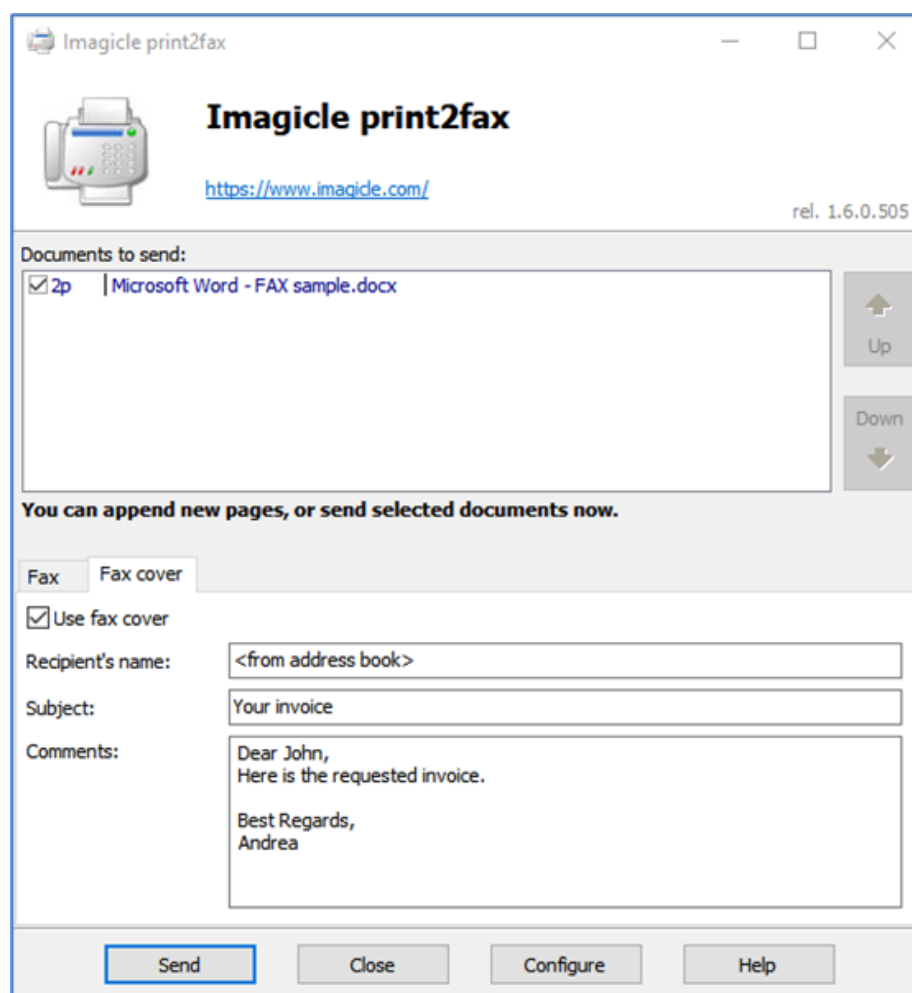 Imagicle print2fax
Imagicle print2fax
https://www.imagicle.com/
rel. 1.6.0.505
Documents to send:
2p Microsoft Word - FAX sample.docx
Up
Down
You can append new pages, or send selected documents now.
Fax Fax cover
Use fax cover
Recipient's name: <from address book>
Subject: Your invoice
Comments: Dear John,
Here is the requested invoice.
Best Regards,
Andrea
Send Close Configure Help